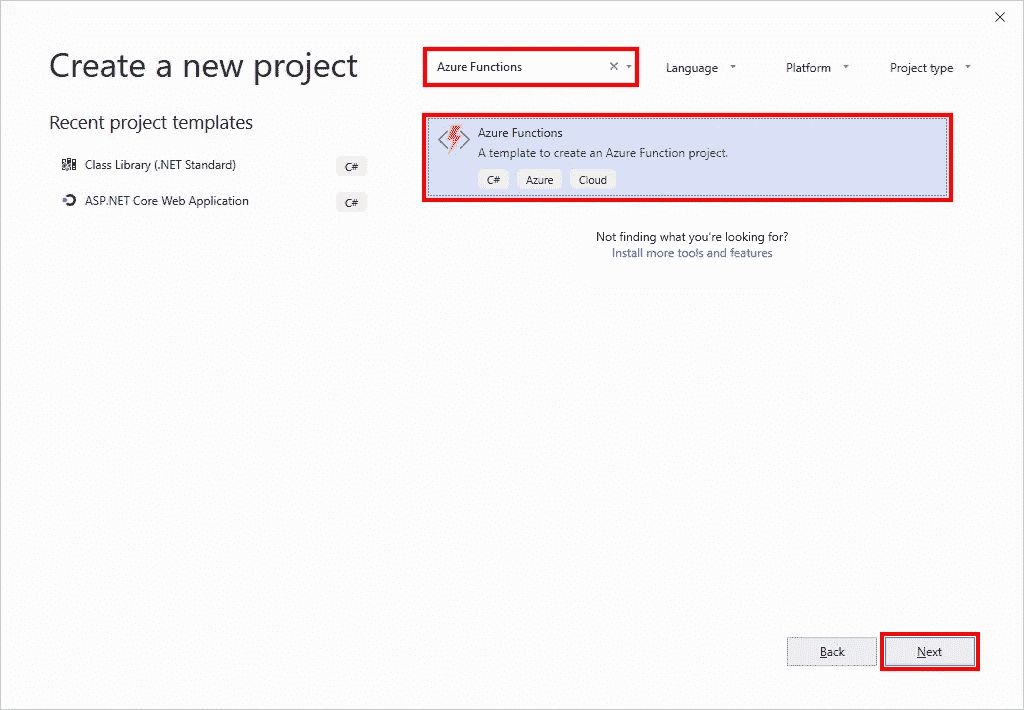 Create a new project
Azure Functions
Language
Platform
Project type
Recent project templates
Class Library (.NET Standard)
C#
ASP.NET Core Web Application
C#
Azure Functions
A template to create an Azure Function project.
C#
Azure
Cloud
Not finding what you're looking for?
Install more tools and features
Back
Next